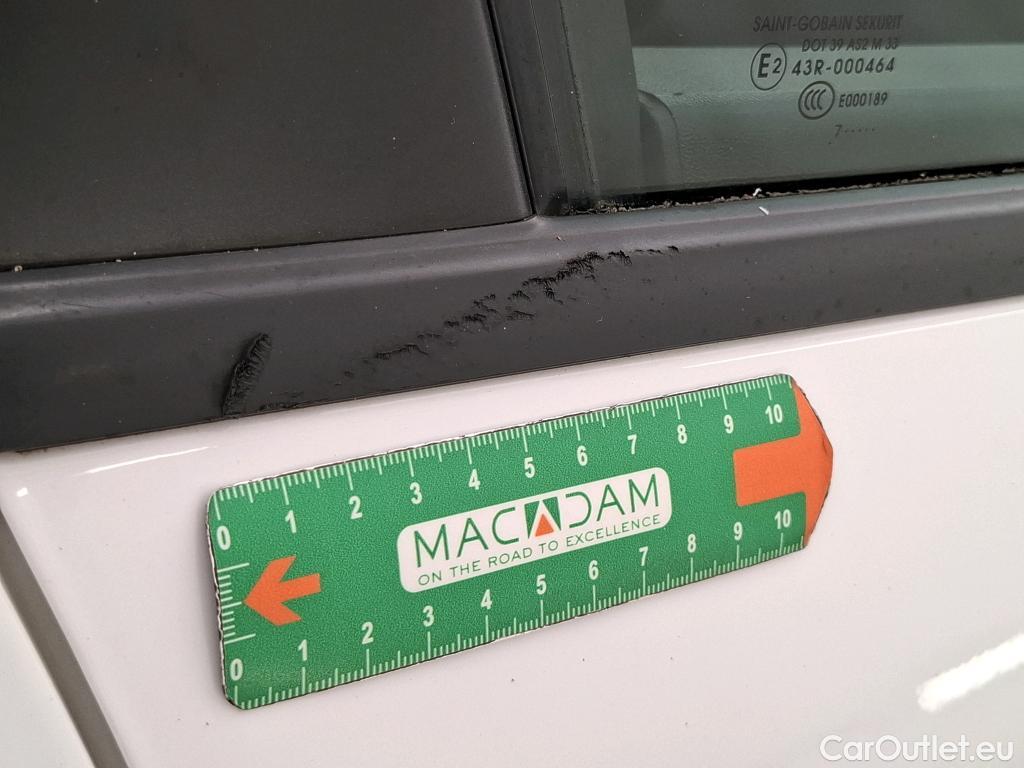 SAINT-GOBAIN SEKURIT
DOT 39 AS2 M 33
E2 43R-000464
CCC E000189
7.....
0 1 2 3 4 5 6 7 8 9 10
MACADAM
ON THE ROAD TO EXCELLENCE
0 1 2 3 4 5 6 7 8 9 10
CarOutlet.eu